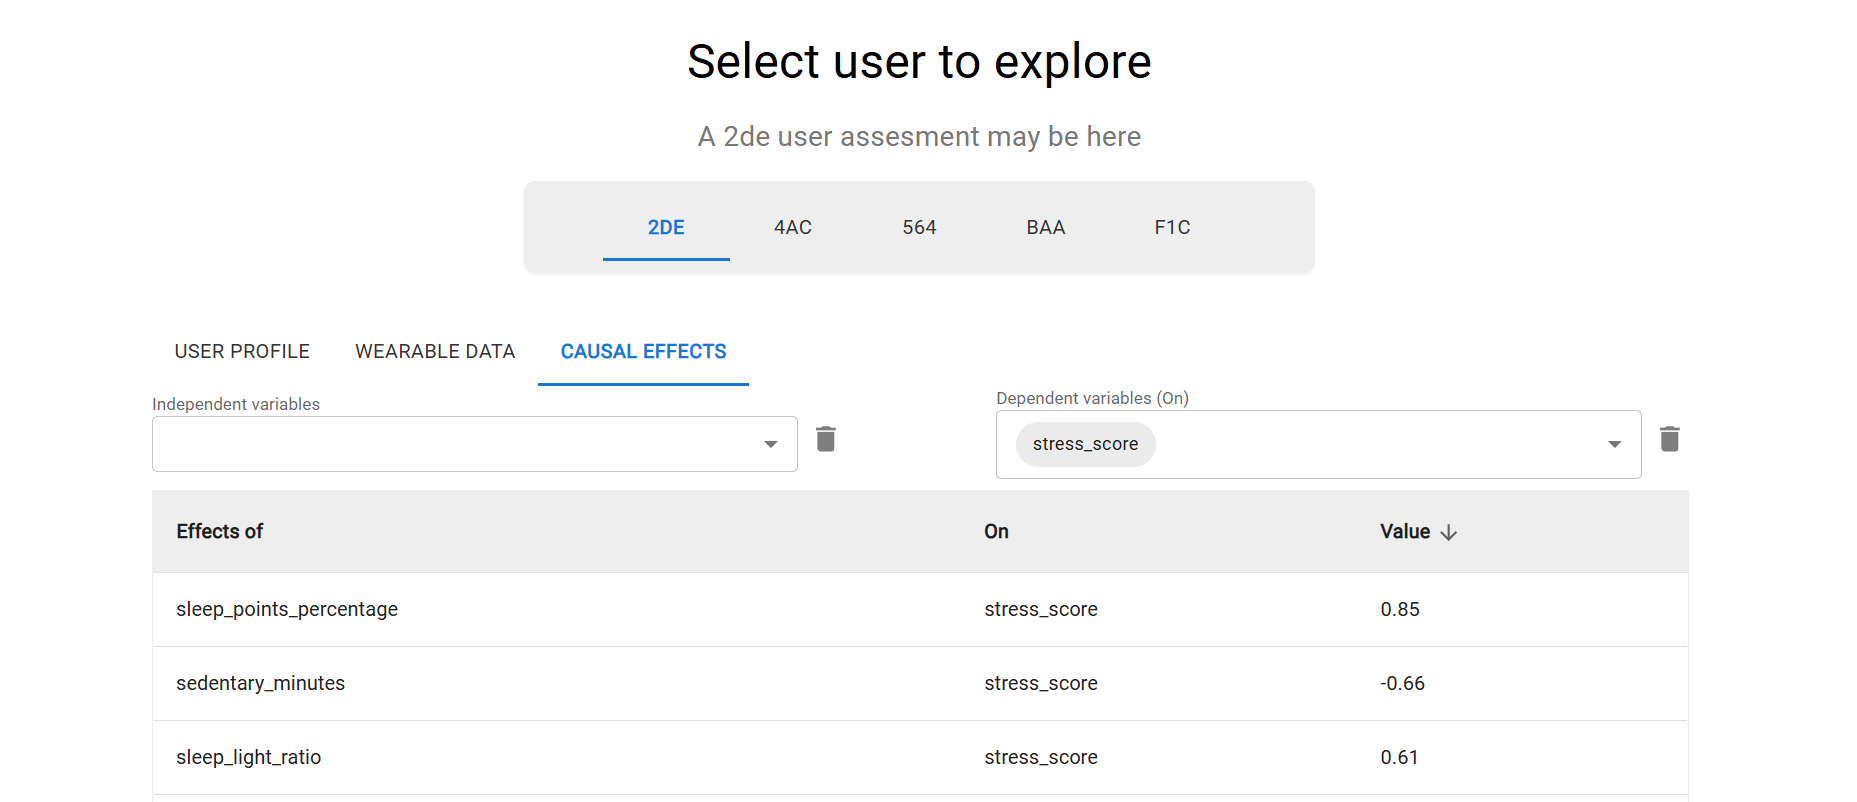 Select user to explore
A 2de user assesment may be here
2DE 4AC 564 BAA F1C
USER PROFILE WEARABLE DATA CAUSAL EFFECTS
Independent variables
Dependent variables (On)
stress_score
Effects of On Value
sleep_points_percentage stress_score 0.85
sedentary_minutes stress_score -0.66
sleep_light_ratio stress_score 0.61